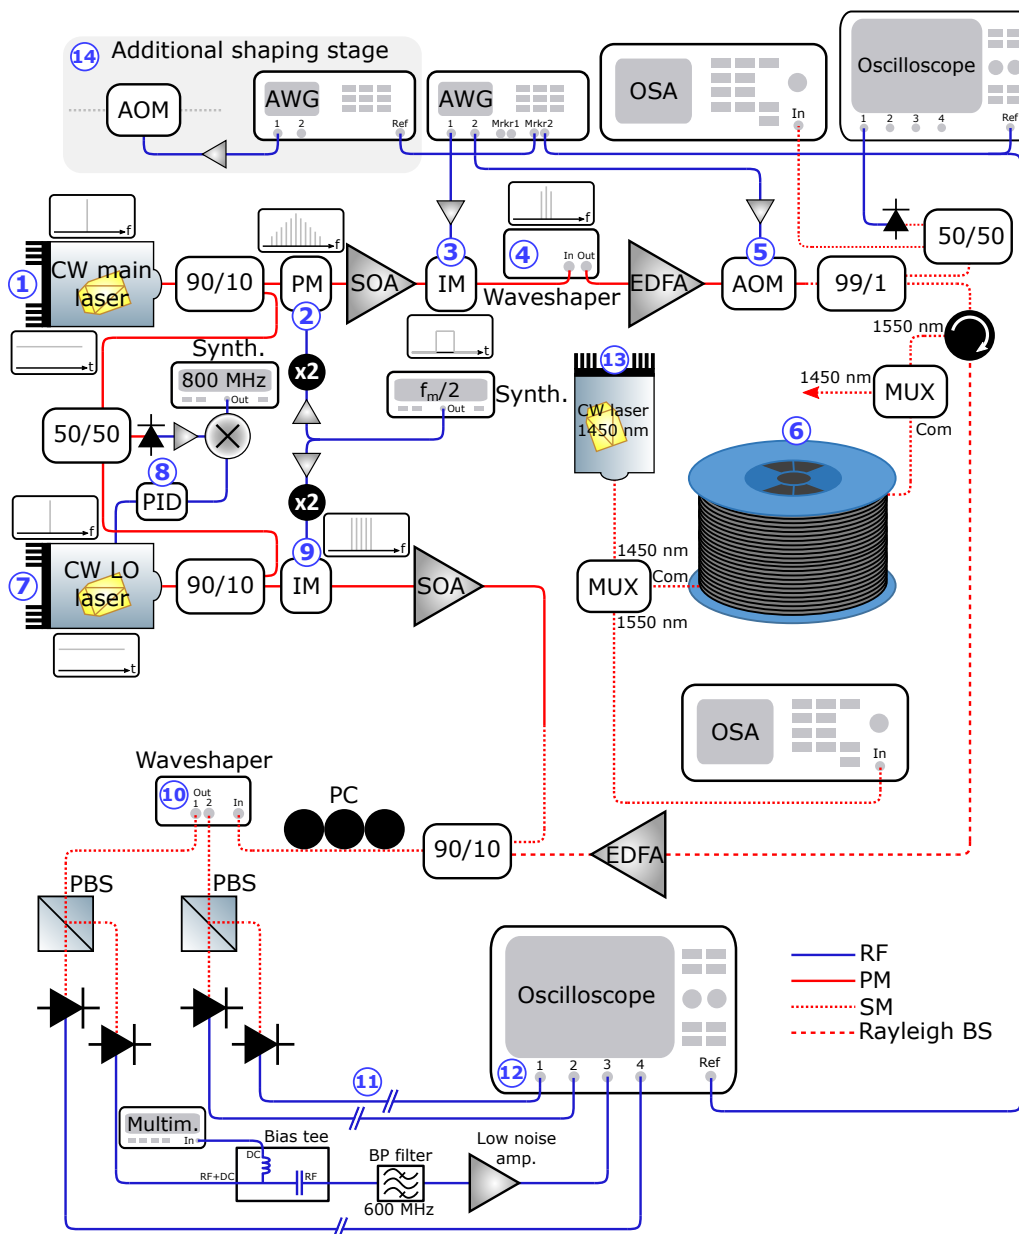 14 Additional shaping stage
AOM
AWG
1 2
Ref
AWG
1 2 Mrkr1 Mrkr2
OSA
In
Oscilloscope
1 2 3 4
Ref
f
f
1
CW main
laser
90/10
PM
2
SOA
3
IM
4
In Out
Waveshaper
EDFA
5
AOM
99/1
50/50
t
t
Synth.
800 MHz
Out
x2
f_m/2
Out
Synth.
13
CW laser
1450 nm
1550 nm
1450 nm
MUX
Com
6
50/50
8
PID
x2
f
f
7
CW LO
laser
90/10
9
IM
SOA
1450 nm
MUX
Com
1550 nm
t
OSA
In
Waveshaper
10
Out
1 2
In
PC
90/10
EDFA
PBS
PBS
Oscilloscope
12
1 2 3 4
Ref
RF
PM
SM
Rayleigh BS
11
Multim.
In
Bias tee
DC
RF+DC
RF
BP filter
600 MHz
Low noise
amp.